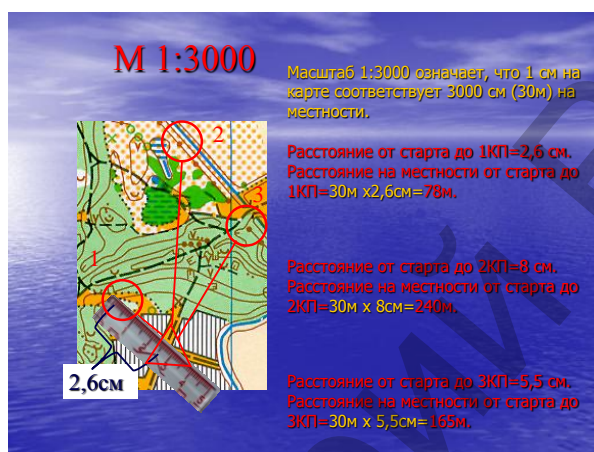 М 1:3000
Масштаб 1:3000 означает, что 1 см на
карте соответствует 3000 см (30м) на
местности.
Расстояние от старта до 1КП=2,6 см.
Расстояние на местности от старта до
1КП=30м х2,6см=78м.
Расстояние от старта до 2КП=8 см.
Расстояние на местности от старта до
2КП=30м х 8см=240м.
Расстояние от старта до 3КП=5,5 см.
Расстояние на местности от старта до
3КП=30м х 5,5см=165м.
2
3
1
2,6см